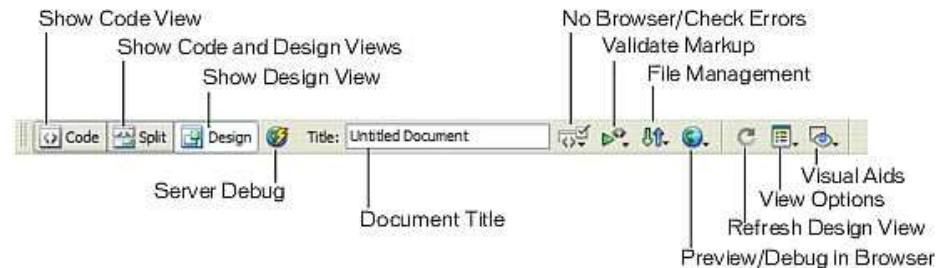 Show Code View
No Browser/Check Errors
Show Code and Design Views
Validate Markup
Show Design View
File Management
Code
Split
Design
Title:
Untitled Document
Server Debug
Document Title
Visual Aids
View Options
Refresh Design View
Preview/Debug in Browser